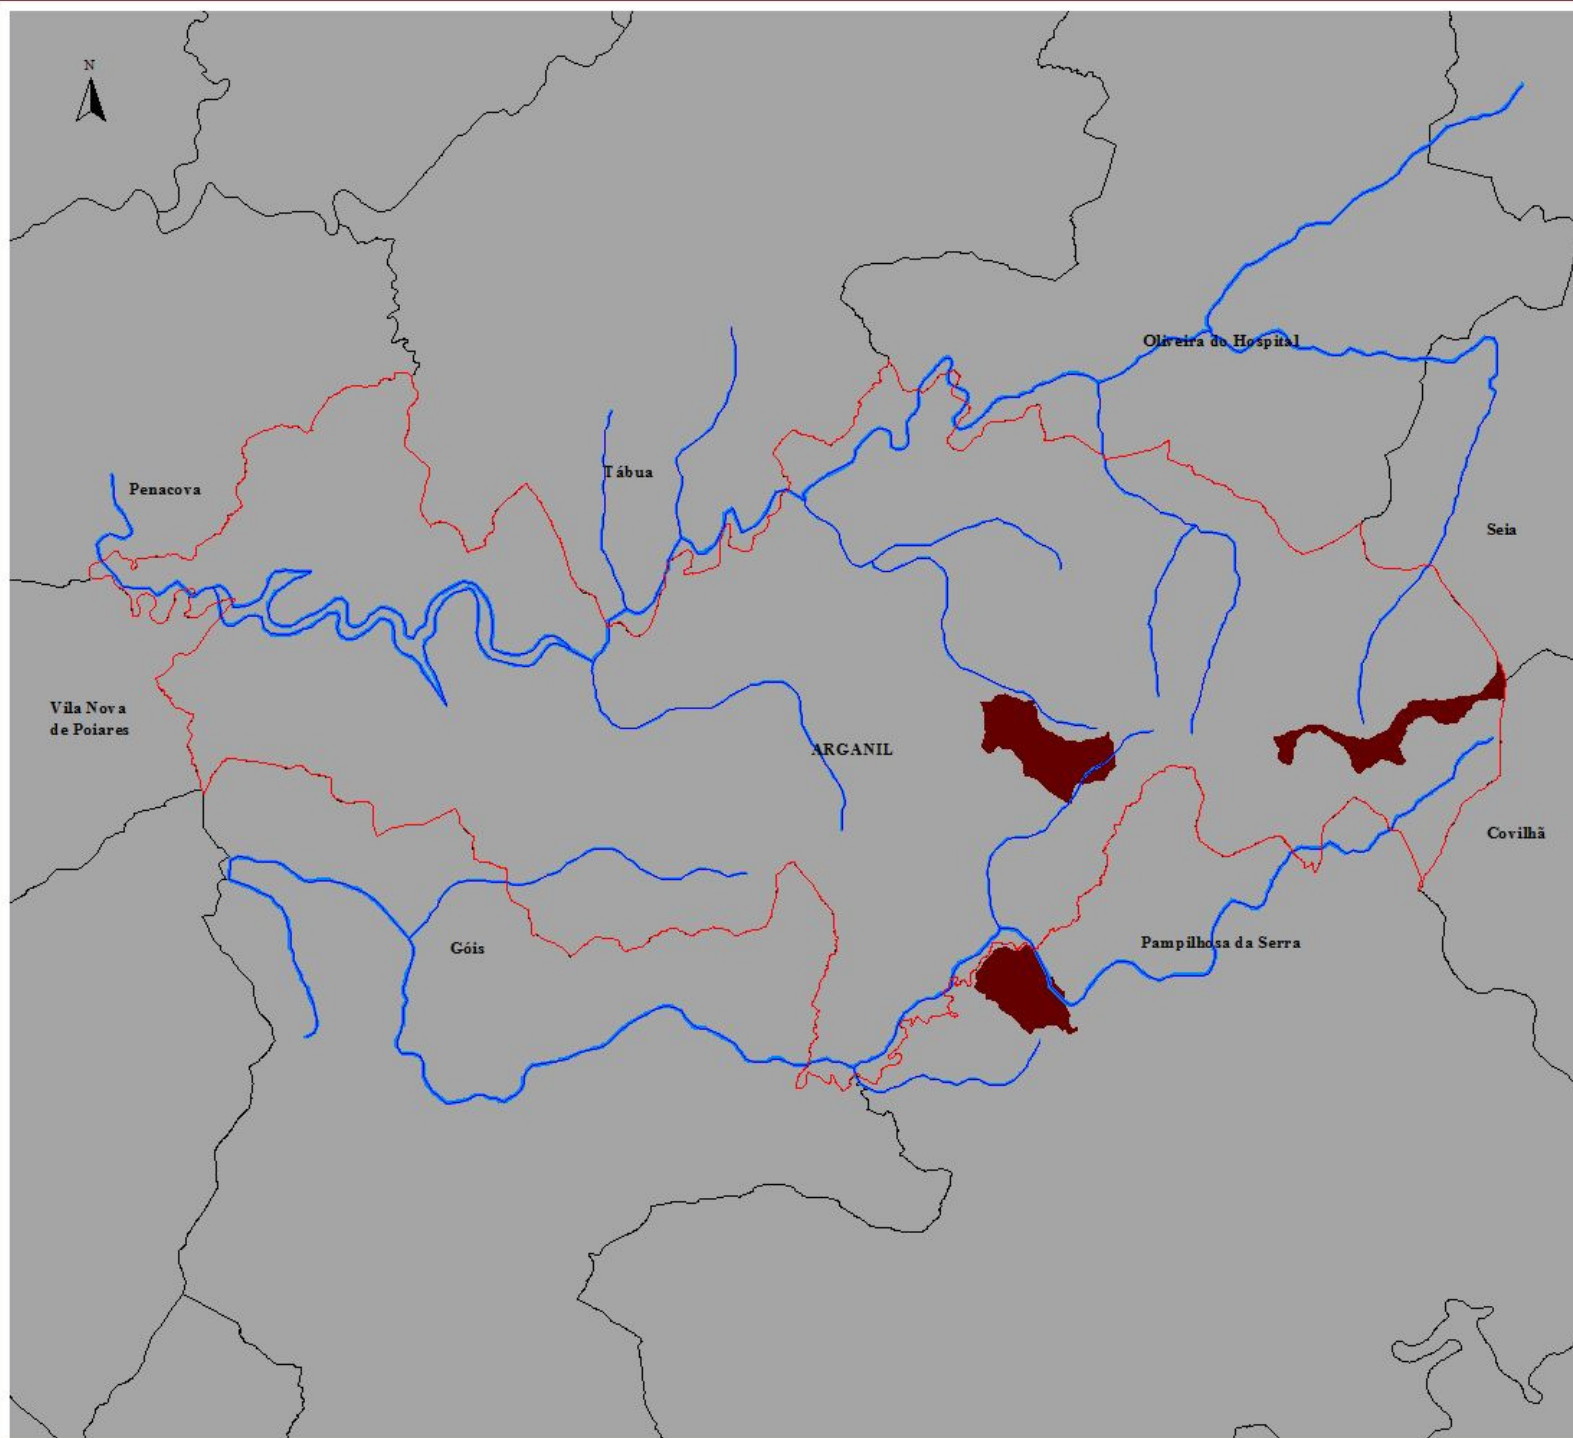 N
Oliveira do Hospital
Tábua
Penacova
Seia
Vila Nova
de Poiares
ARGANIL
Covilhã
Góis
Pampilhosa da Serra